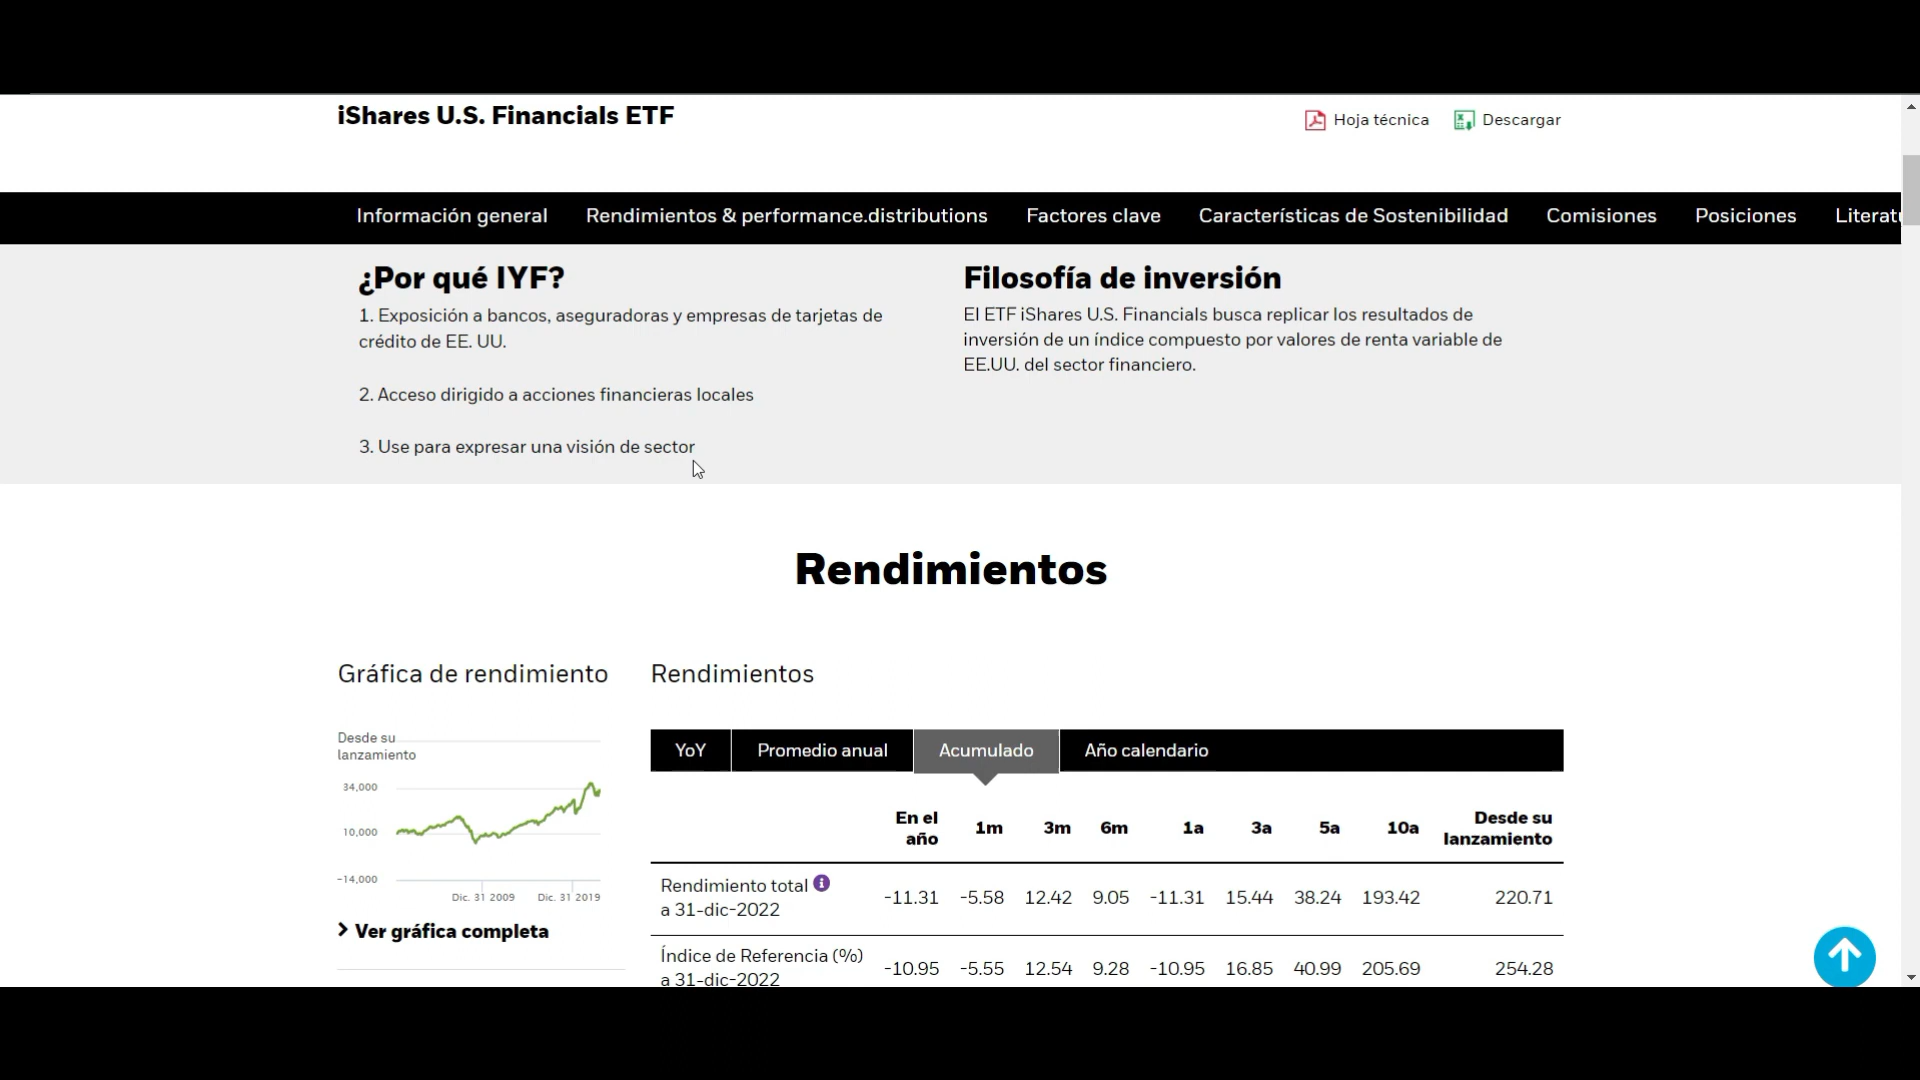 iShares U.S. Financials ETF
Hoja técnica
Descargar
Información general Rendimientos & performance.distributions Factores clave Características de Sostenibilidad Comisiones Posiciones Literatu
¿Por qué IYF?
1. Exposición a bancos, aseguradoras y empresas de tarjetas de
crédito de EE. UU.
2. Acceso dirigido a acciones financieras locales
3. Use para expresar una visión de sector
Filosofía de inversión
El ETF iShares U.S. Financials busca replicar los resultados de
inversión de un índice compuesto por valores de renta variable de
EE.UU. del sector financiero.
Rendimientos
Gráfica de rendimiento
Desde su
lanzamiento
34,000
10,000
-14,000
Dic. 31 2009 Dic. 31 2019
Ver gráfica completa
Rendimientos
YoY Promedio anual Acumulado Año calendario
En el
año
1m 3m 6m 1a 3a 5a 10a
Desde su
lanzamiento
Rendimiento total
a 31-dic-2022
-11.31 -5.58 12.42 9.05 -11.31 15.44 38.24 193.42 220.71
Índice de Referencia (%)
a 31-dic-2022
-10.95 -5.55 12.54 9.28 -10.95 16.85 40.99 205.69 254.28